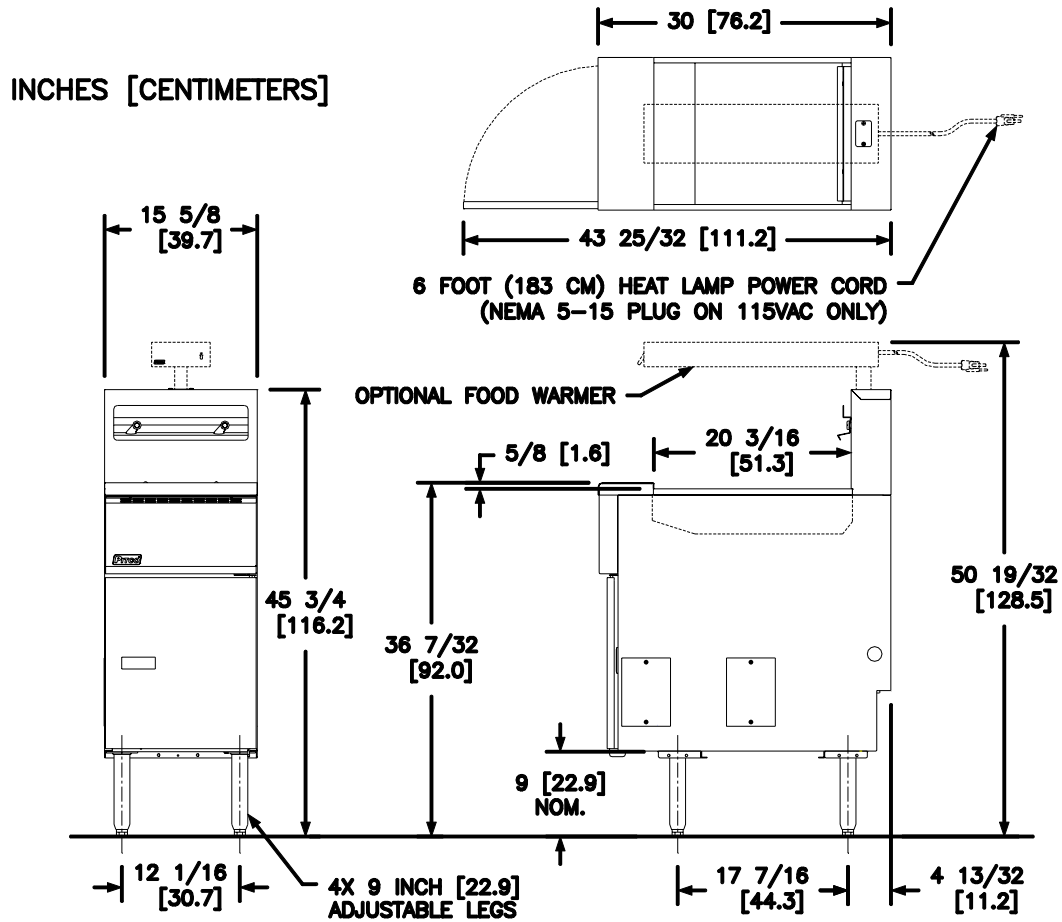 30 [76.2]
INCHES [CENTIMETERS]
15 5/8
[39.7]
43 25/32 [111.2]
6 FOOT (183 CM) HEAT LAMP POWER CORD
(NEMA 5-15 PLUG ON 115VAC ONLY)
OPTIONAL FOOD WARMER
5/8 [1.6]
20 3/16
[51.3]
Pitco
45 3/4
[116.2]
36 7/32
[92.0]
50 19/32
[128.5]
9 [22.9]
NOM.
12 1/16
[30.7]
4X 9 INCH [22.9]
ADJUSTABLE LEGS
17 7/16
[44.3]
4 13/32
[11.2]